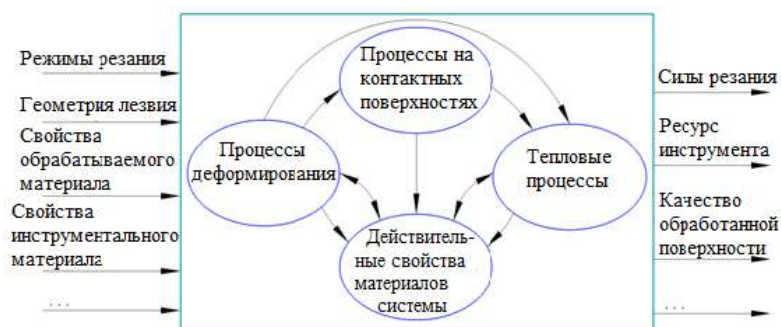 Режимы резания
Геометрия лезвия
Свойства
обрабатываемого
материала
Свойства
инструментального
материала
...
Процессы
деформирования
Процессы на
контактных
поверхностях
Тепловые
процессы
Действитель-
ные свойства
материалов
системы
Силы резания
Ресурс
инструмента
Качество
обработанной
поверхности
...